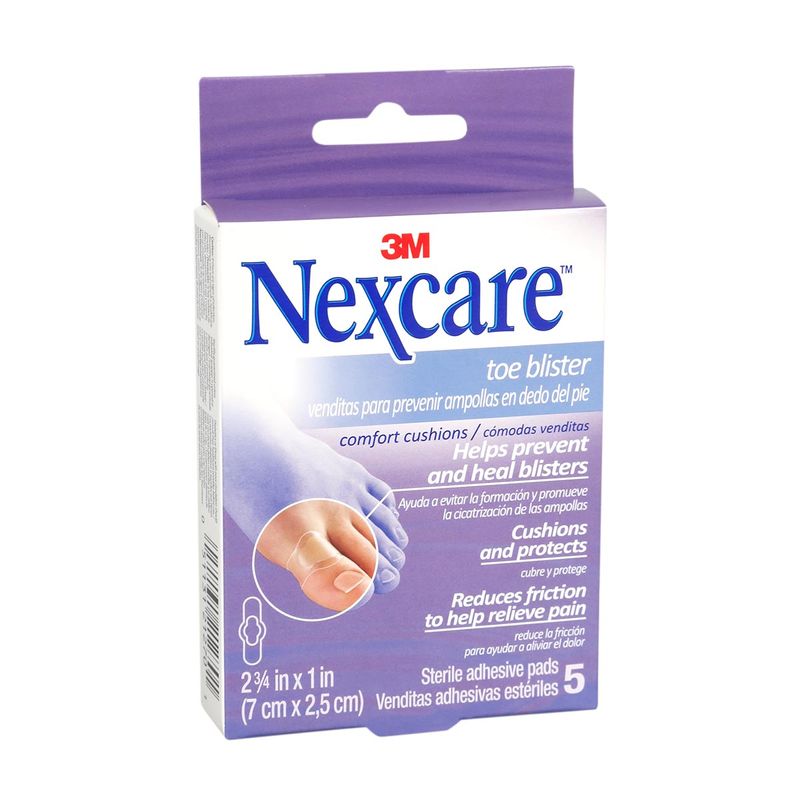 3M
Nexcare™
toe blister
venditas para prevenir ampollas en dedo del pie
comfort cushions / cómodas venditas
Helps prevent
and heal blisters
Ayuda a evitar la formación y promueve
la cicatrización de las ampollas
Cushions
and protects
cubre y protege
Reduces friction
to help relieve pain
reduce la fricción
para ayudar a aliviar el dolor
2 ¾ in x 1 in
(7 cm x 2,5 cm)
Sterile adhesive pads
Venditas adhesivas estériles 5